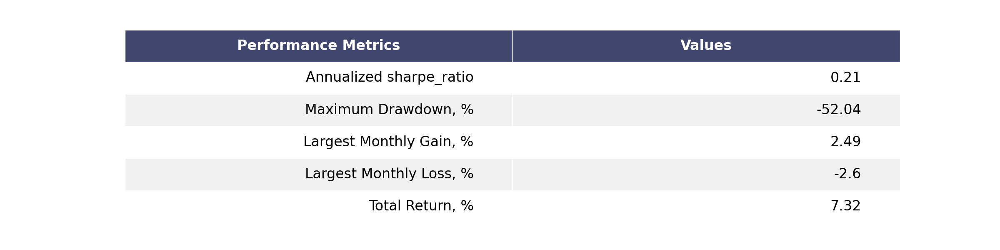 Performance Metrics Values
Annualized sharpe_ratio 0.21
Maximum Drawdown, % -52.04
Largest Monthly Gain, % 2.49
Largest Monthly Loss, % -2.6
Total Return, % 7.32